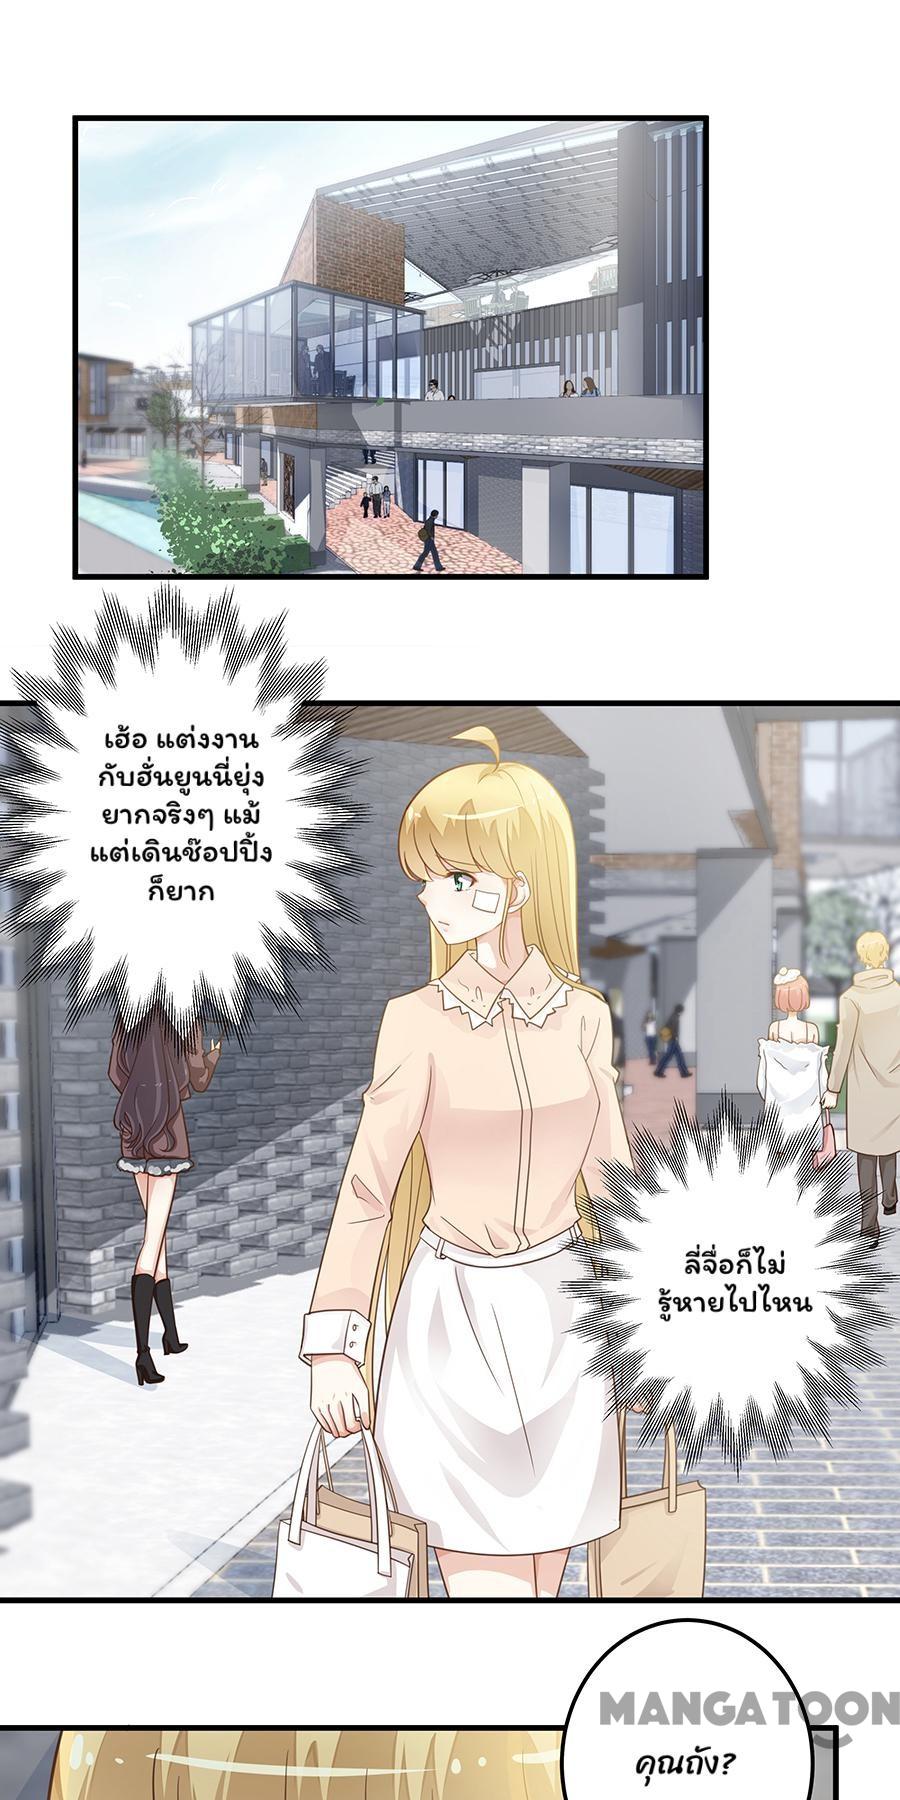 เฮ้อ แต่งงาน
กับฮั่นยูนนี่ยุ่ง
ยากจริงๆ แม้
แต่เดินช๊อปปิ้ง
ก็ยาก
ลี่จื่อก็ไม่
รู้หายไปไหน
MANGATOON
คุณถัง?